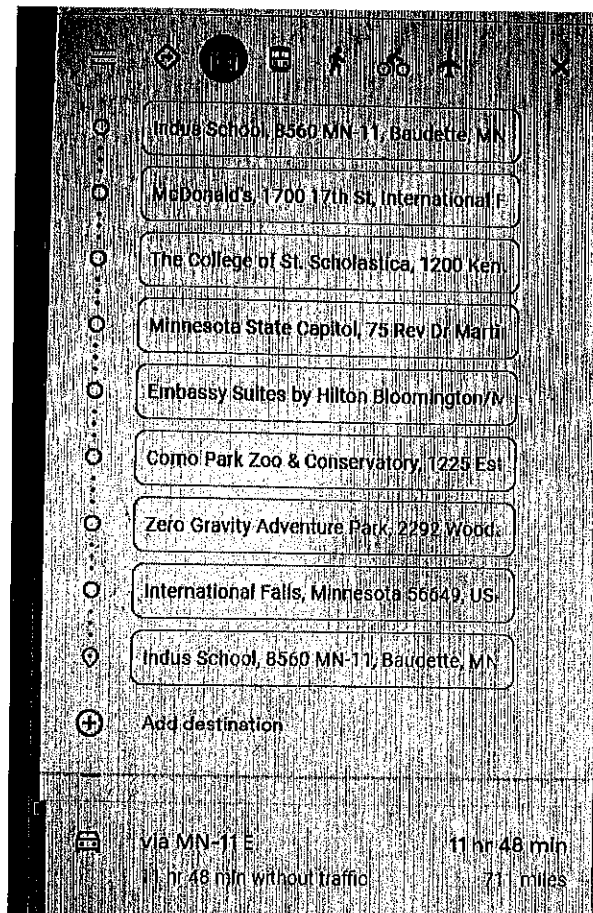 Indus School, 8560 MN-11, Baudette, MN
McDonald's, 1700 17th St, International F
The College of St. Scholastica, 1200 Ken
Minnesota State Capitol, 75 Rev Dr Marti
Embassy Suites by Hilton Bloomington/M
Como Park Zoo & Conservatory, 1225 Est
Zero Gravity Adventure Park, 2292 Wood
International Falls, Minnesota 56649, US
Indus School, 8560 MN-11, Baudette, MN
Add destination
via MN-11 E
11 hr 48 min
11 hr 48 min without traffic
711 miles